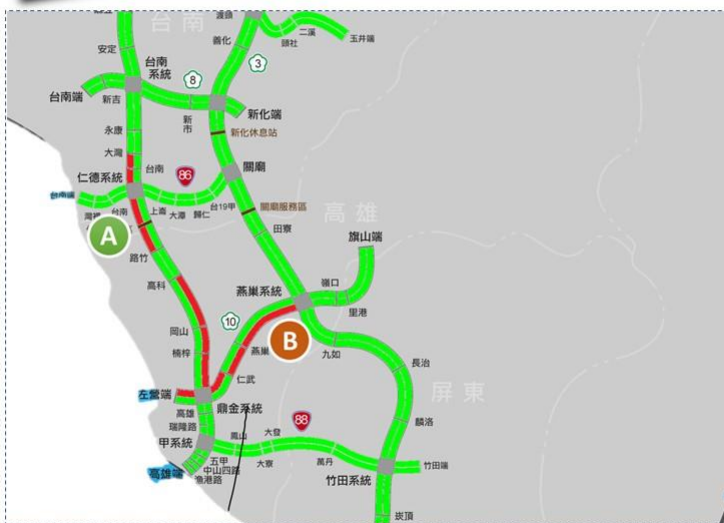 台南
渡頭
安定
善化
頭社
二溪
玉井端
台南
系統
8
3
台南端
新吉
新
市
新化端
永康
新化休息站
大灣
台南
86
關廟
仁德系統
台南端
台南
上崙
大潭
歸仁
台19甲
關廟服務區
高雄
A
田寮
旗山端
路竹
高科
燕巢系統
嶺口
里港
10
岡山
B
楠梓
燕巢
九如
長治
仁武
左營端
屏東
鼎金系統
高雄
88
瑞隆路
鳳山
大發
麟洛
甲系統
五甲
大寮
萬丹
竹田端
中山四路
高雄端
漁港路
竹田系統
崁頂